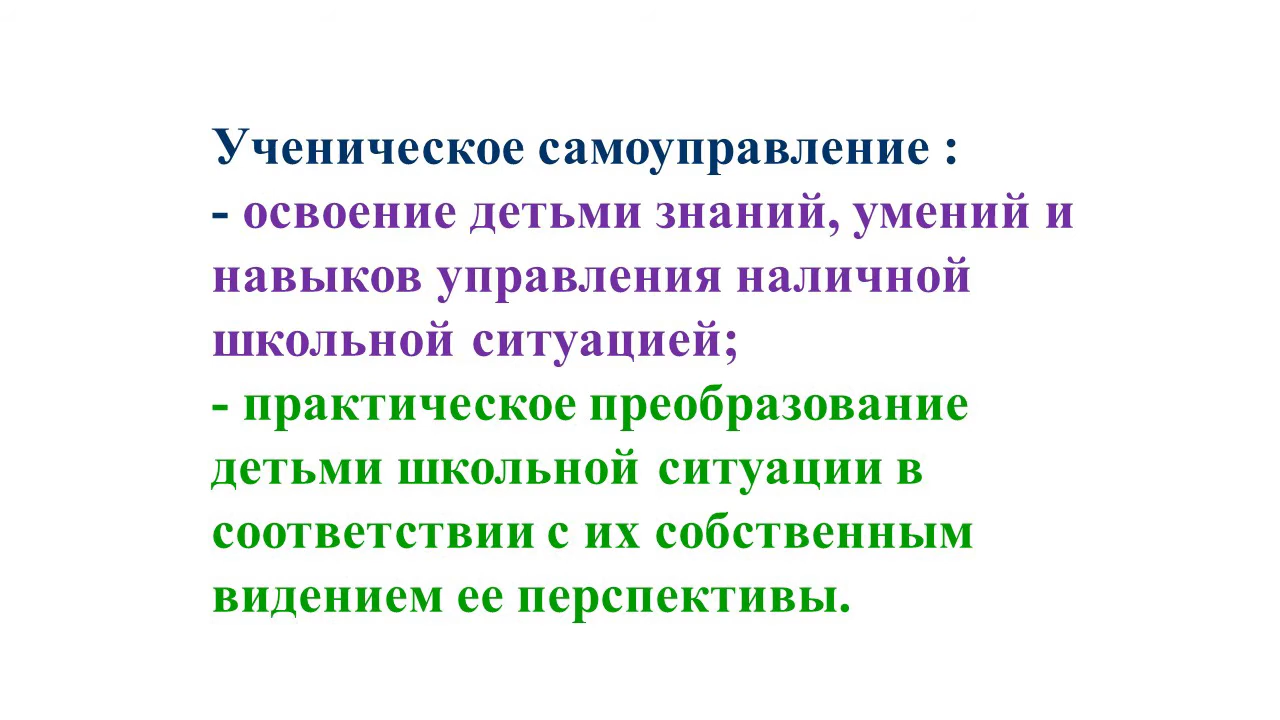 Ученическое самоуправление :
- освоение детьми знаний, умений и
навыков управления наличной
школьной ситуацией;
- практическое преобразование
детьми школьной ситуации в
соответствии с их собственным
видением ее перспективы.